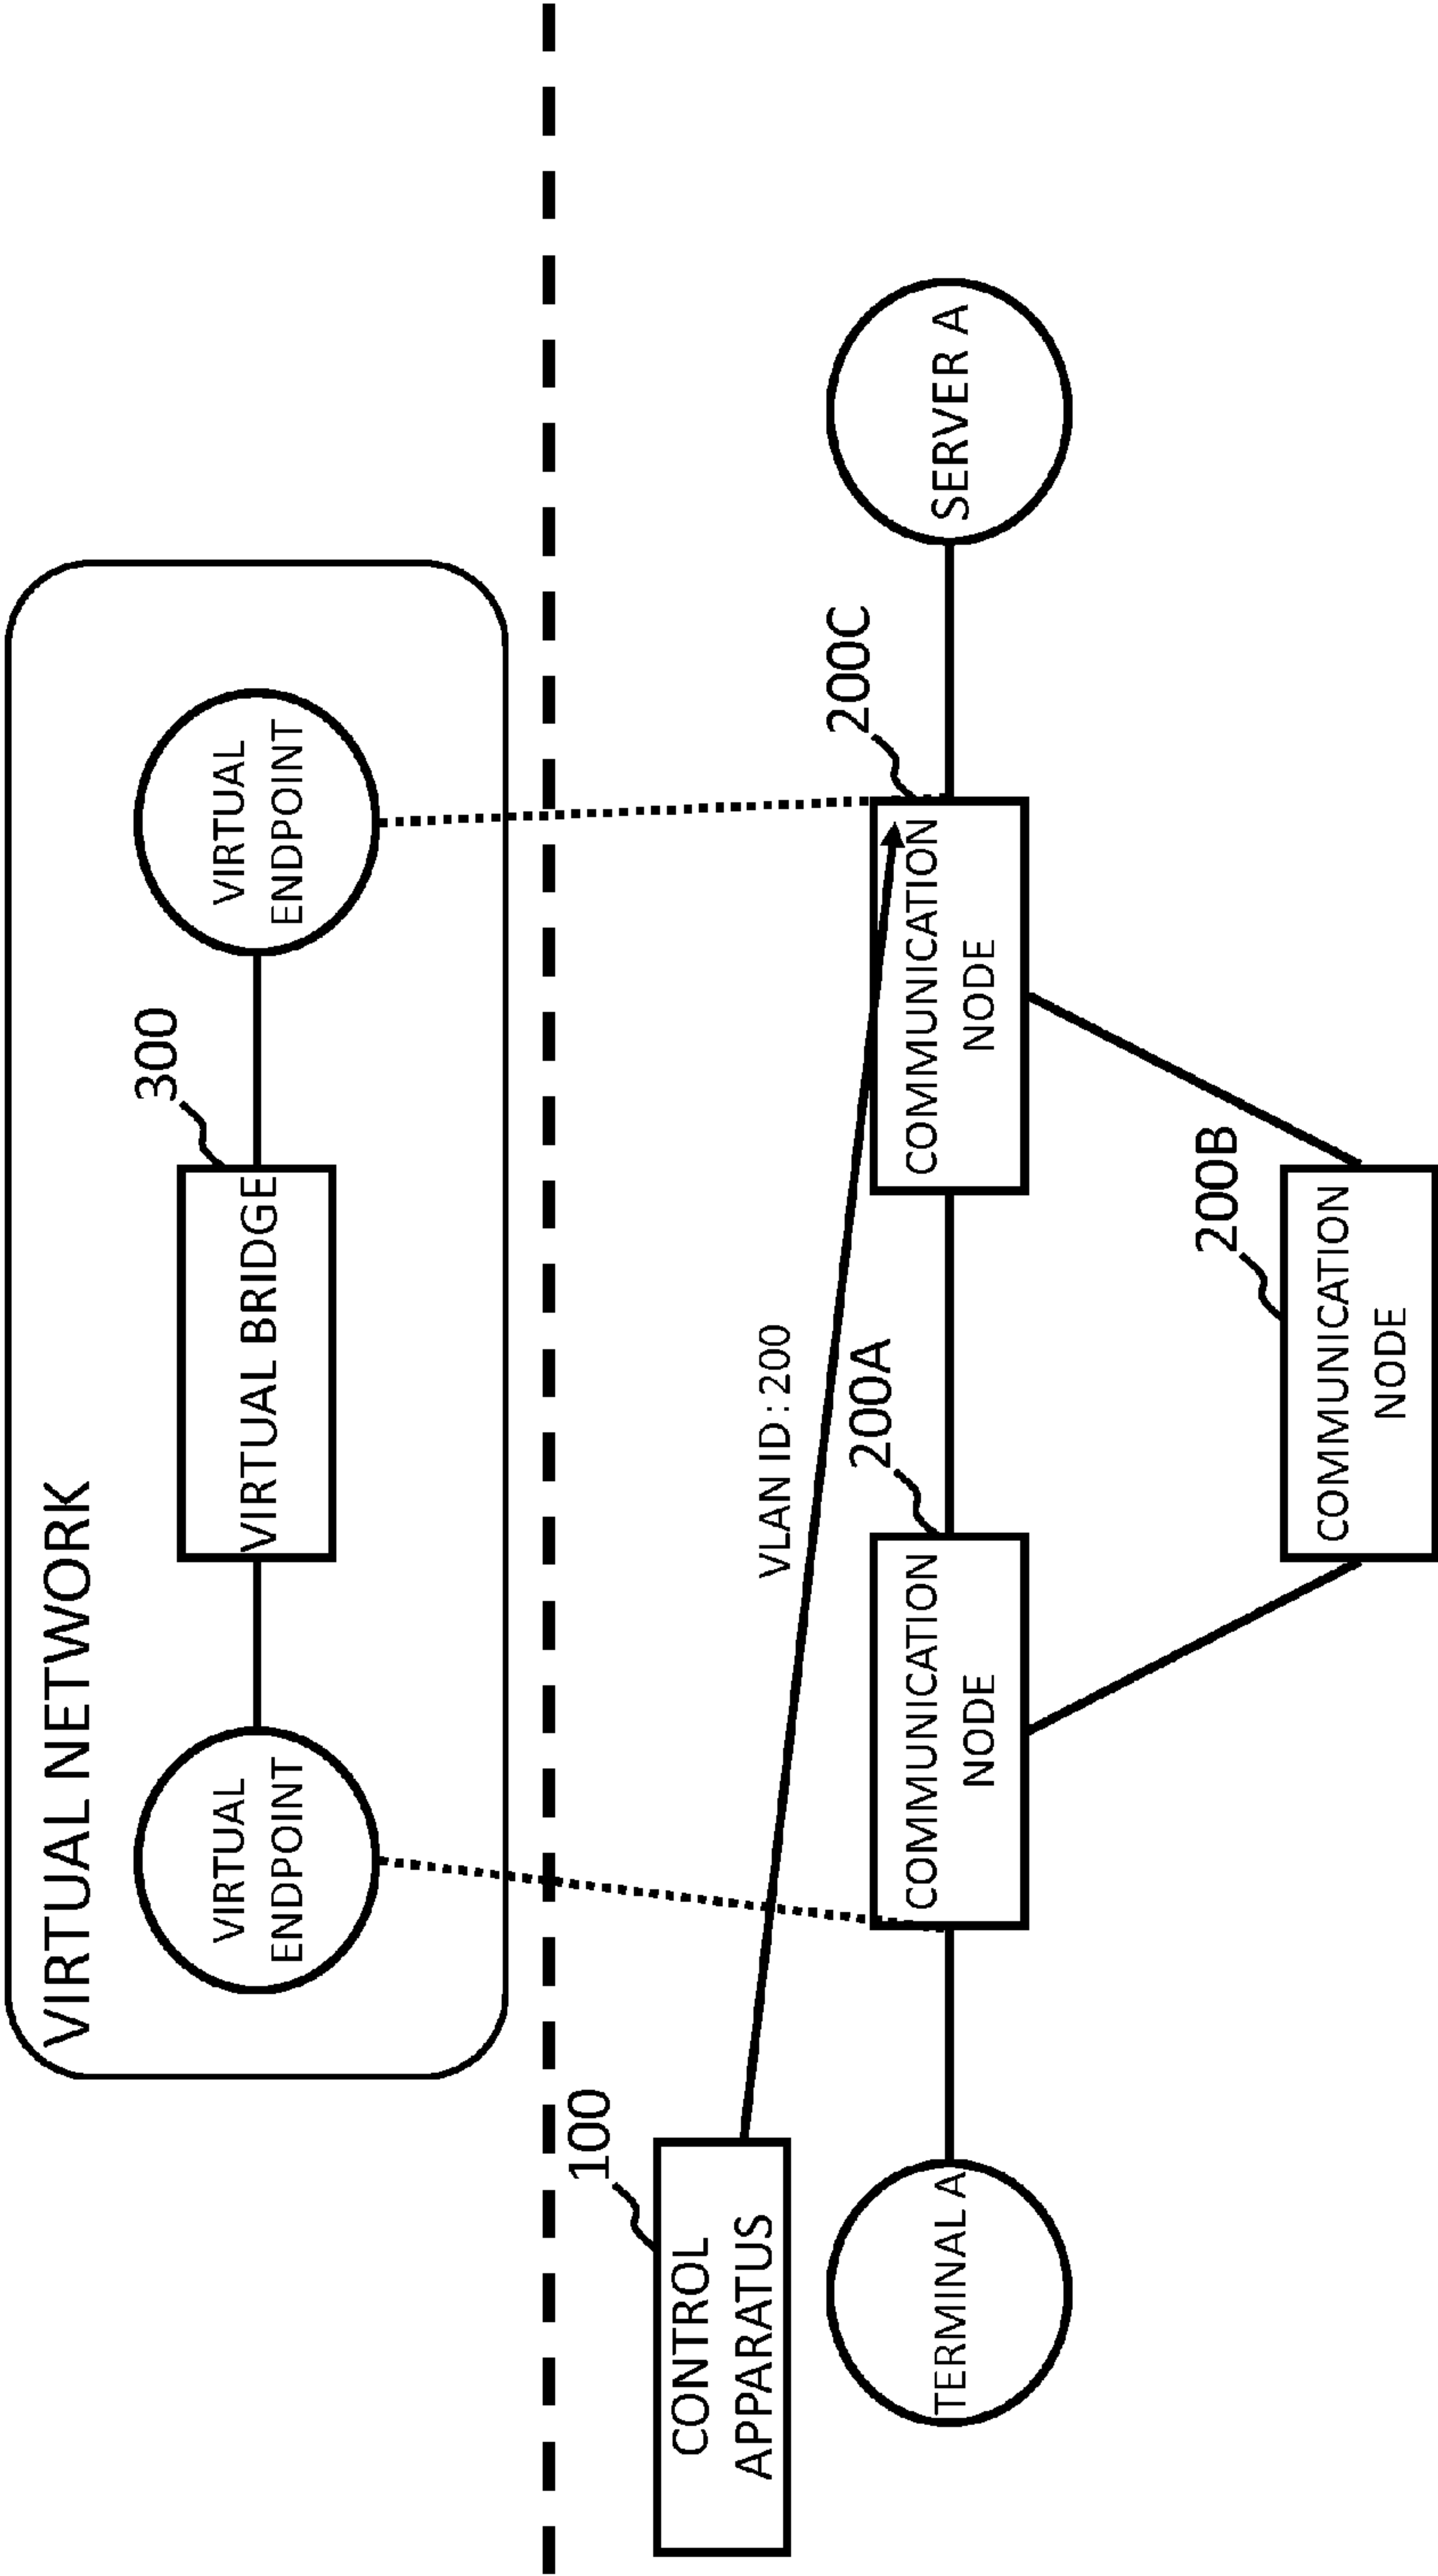 VIRTUAL NETWORK
300
VIRTUAL
ENDPOINT
VIRTUAL BRIDGE
VIRTUAL
ENDPOINT
100
CONTROL
APPARATUS
VLAN ID : 200
200A
200C
TERMINAL A
COMMUNICATION
NODE
COMMUNICATION
NODE
SERVER A
200B
COMMUNICATION
NODE